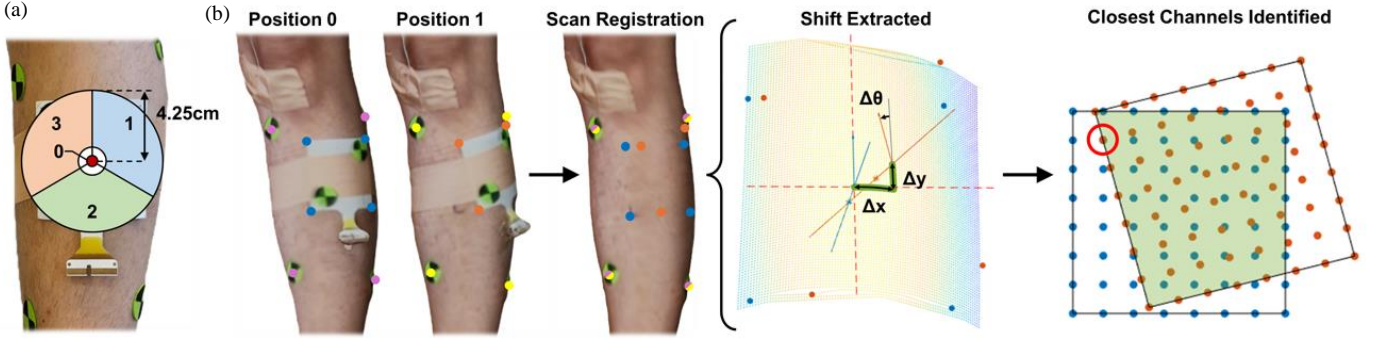 (a)
3
1
4.25cm
0
2
(b)
Position 0
Position 1
Scan Registration
Shift Extracted
Closest Channels Identified
Δθ
Δy
Δx